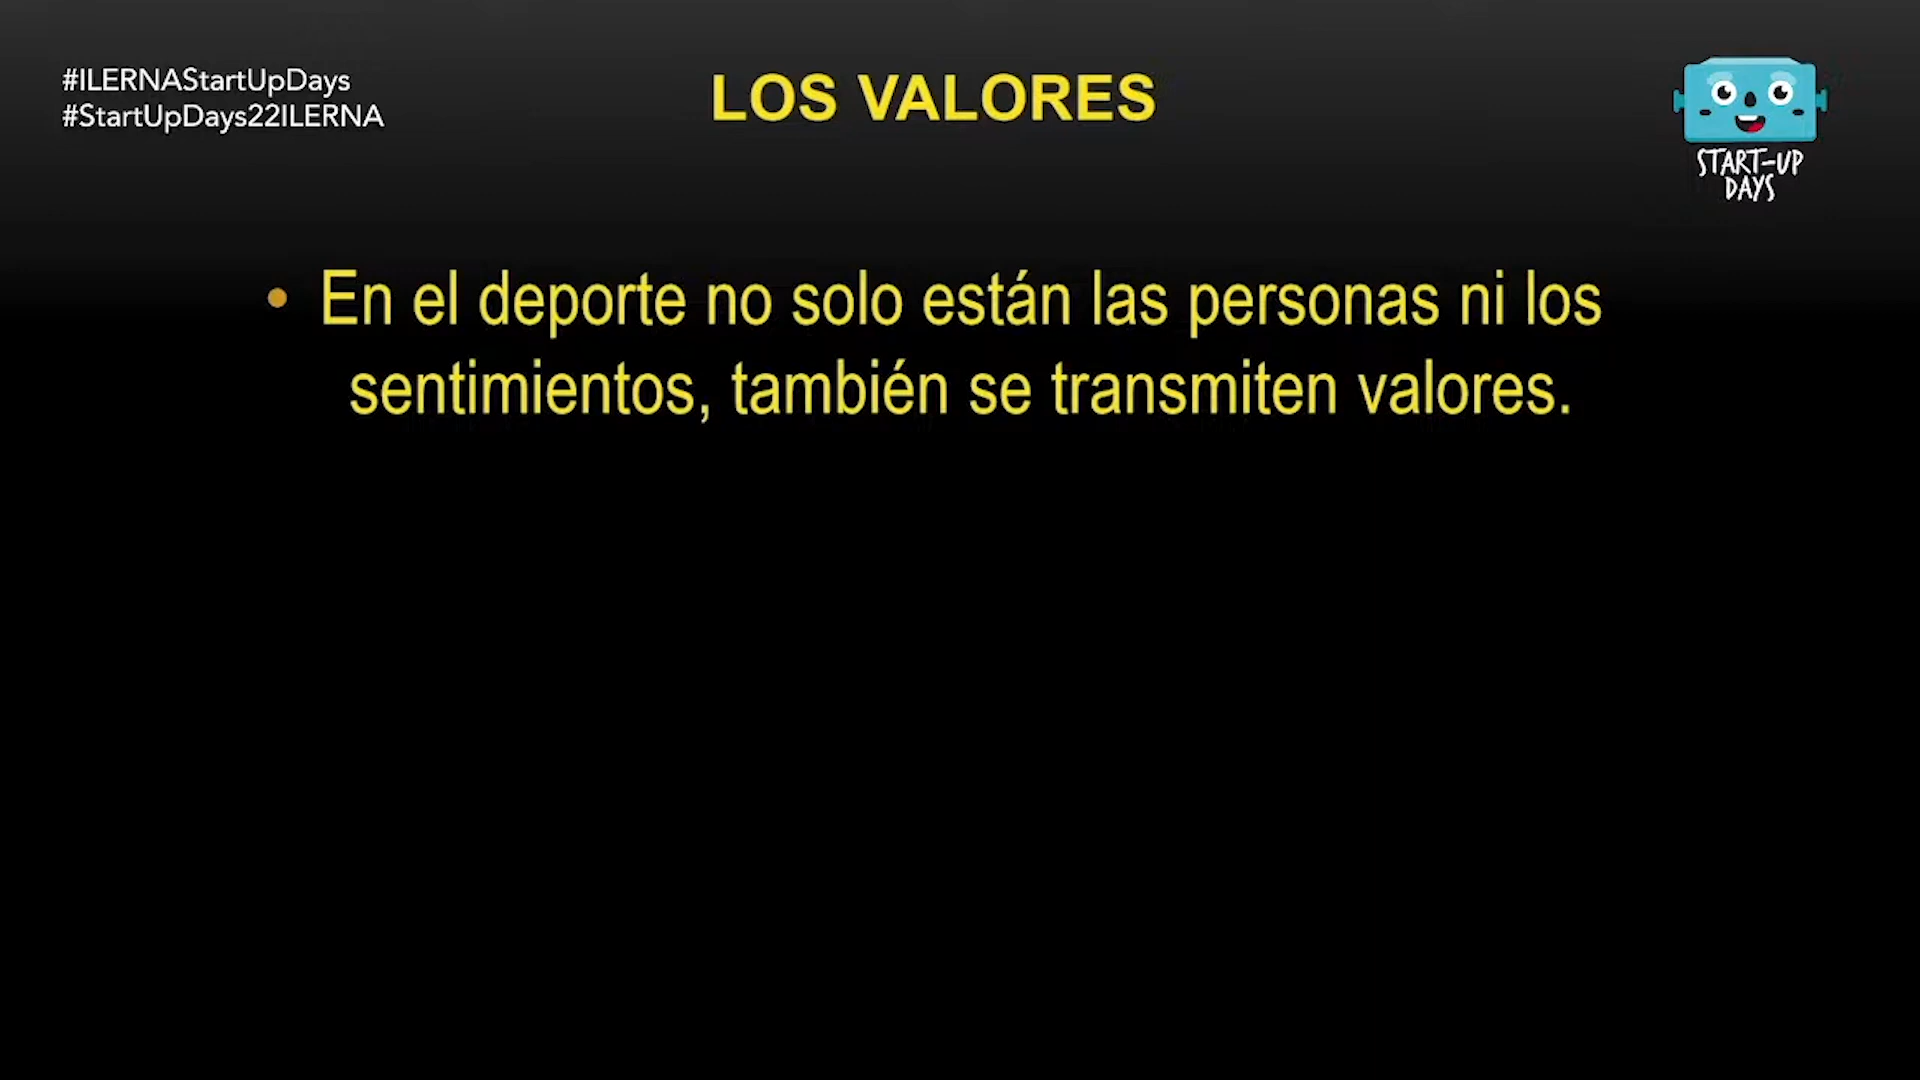 #ILERNAStartUpDays
#StartUpDays22ILERNA
LOS VALORES
START-UP
DAYS
• En el deporte no solo están las personas ni los
sentimientos, también se transmiten valores.